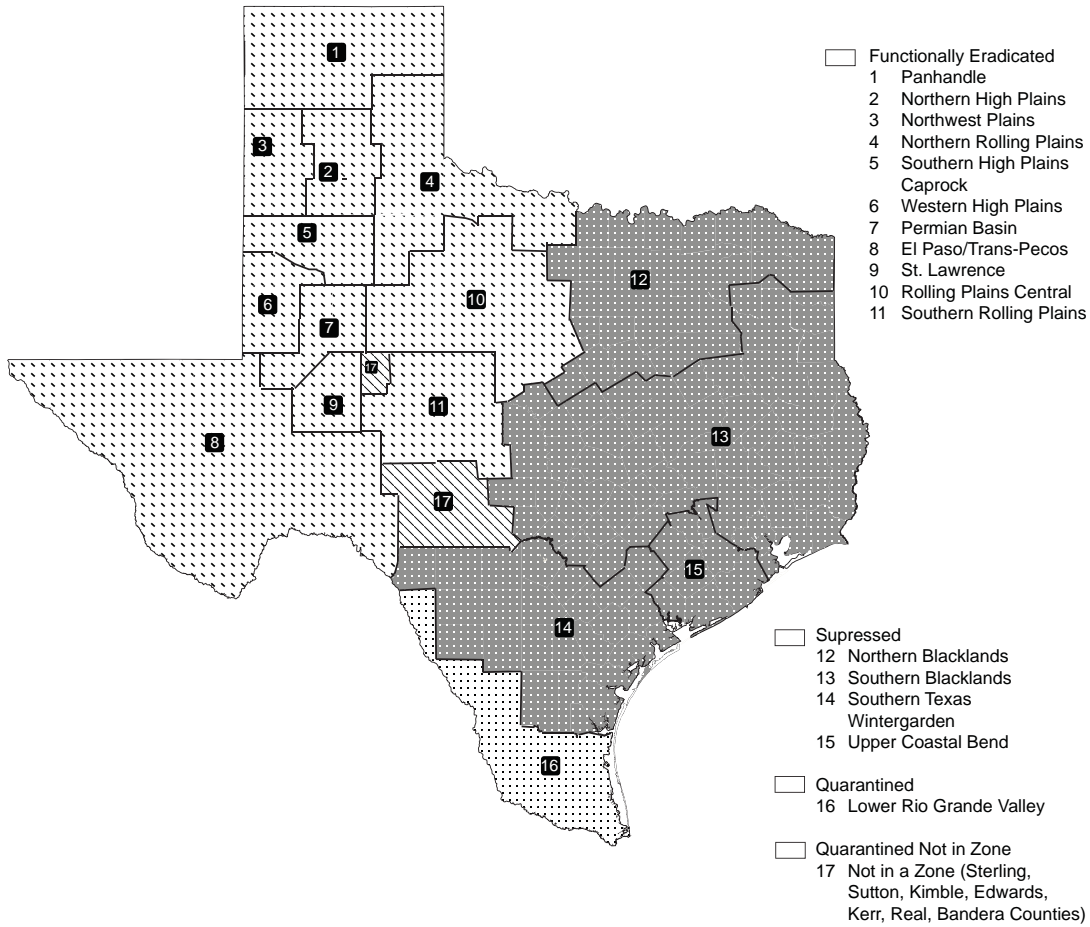 1
3
2
4
5
12
6
10
7
17
9
11
13
8
17
15
14
16
Functionally Eradicated
1 Panhandle
2 Northern High Plains
3 Northwest Plains
4 Northern Rolling Plains
5 Southern High Plains
Caprock
6 Western High Plains
7 Permian Basin
8 El Paso/Trans-Pecos
9 St. Lawrence
10 Rolling Plains Central
11 Southern Rolling Plains
Supressed
12 Northern Blacklands
13 Southern Blacklands
14 Southern Texas
Wintergarden
15 Upper Coastal Bend
Quarantined
16 Lower Rio Grande Valley
Quarantined Not in Zone
17 Not in a Zone (Sterling,
Sutton, Kimble, Edwards,
Kerr, Real, Bandera Counties)